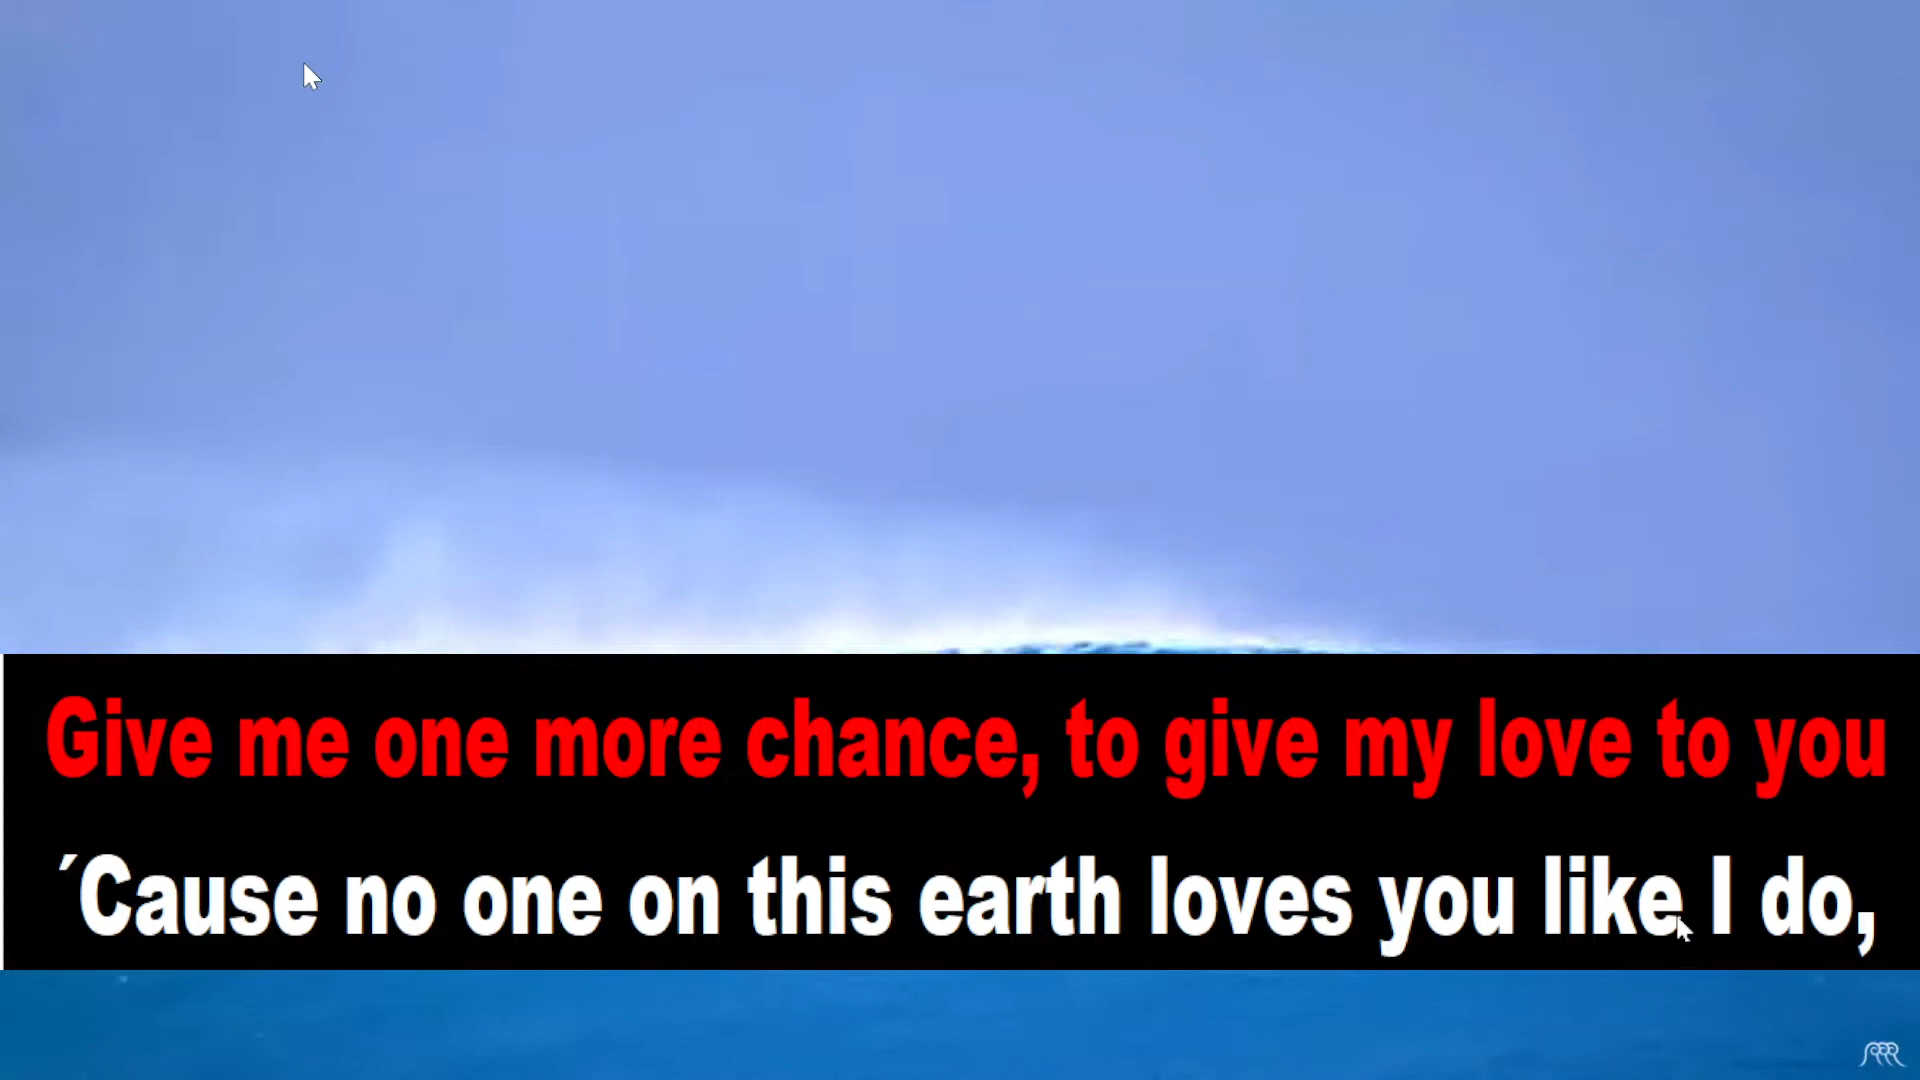 Give me one more chance, to give my love to you
´Cause no one on this earth loves you like I do,